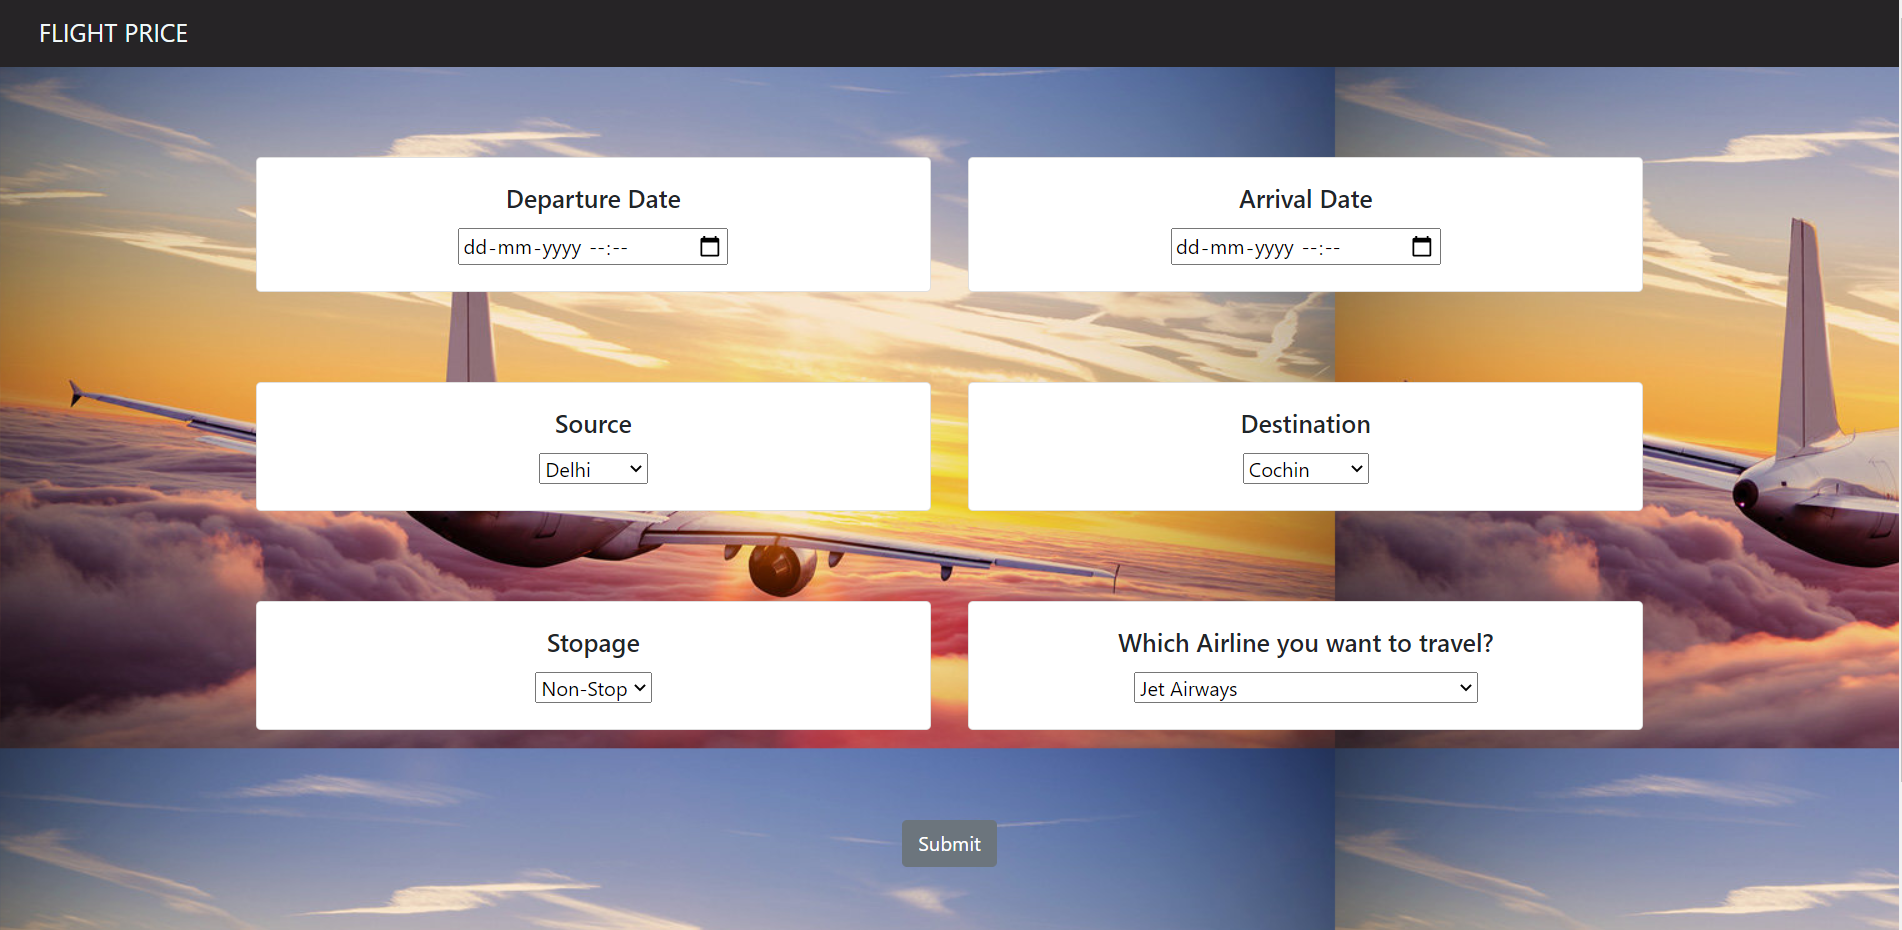 FLIGHT PRICE
Departure Date
dd-mm-yyyy --:--
Arrival Date
dd-mm-yyyy --:--
Source
Delhi
Destination
Cochin
Stopage
Non-Stop
Which Airline you want to travel?
Jet Airways
Submit